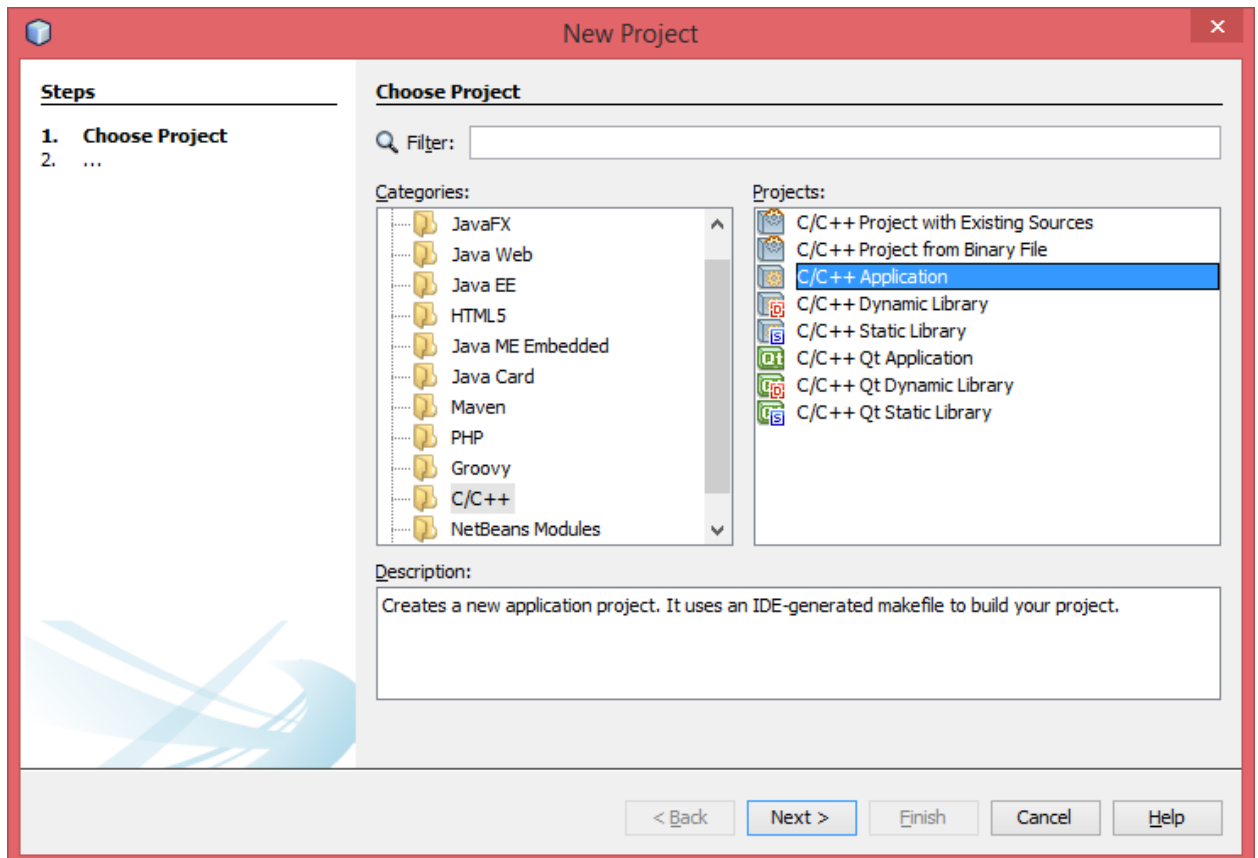 New Project
Steps
1. Choose Project
2. ...
Choose Project
Filter:
Categories:
JavaFX
Java Web
Java EE
HTML5
Java ME Embedded
Java Card
Maven
PHP
Groovy
C/C++
NetBeans Modules
Projects:
C/C++ Project with Existing Sources
C/C++ Project from Binary File
C/C++ Application
C/C++ Dynamic Library
C/C++ Static Library
C/C++ Qt Application
C/C++ Qt Dynamic Library
C/C++ Qt Static Library
Description:
Creates a new application project. It uses an IDE-generated makefile to build your project.
< Back Next > Finish Cancel Help